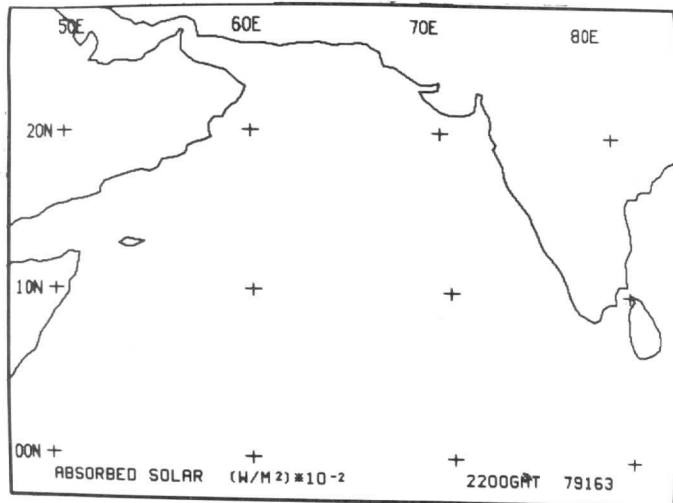 50E 60E 70E 80E
20N
10N
00N
ABSORBED SOLAR (W/M²)*10⁻² 2200GMT 79163